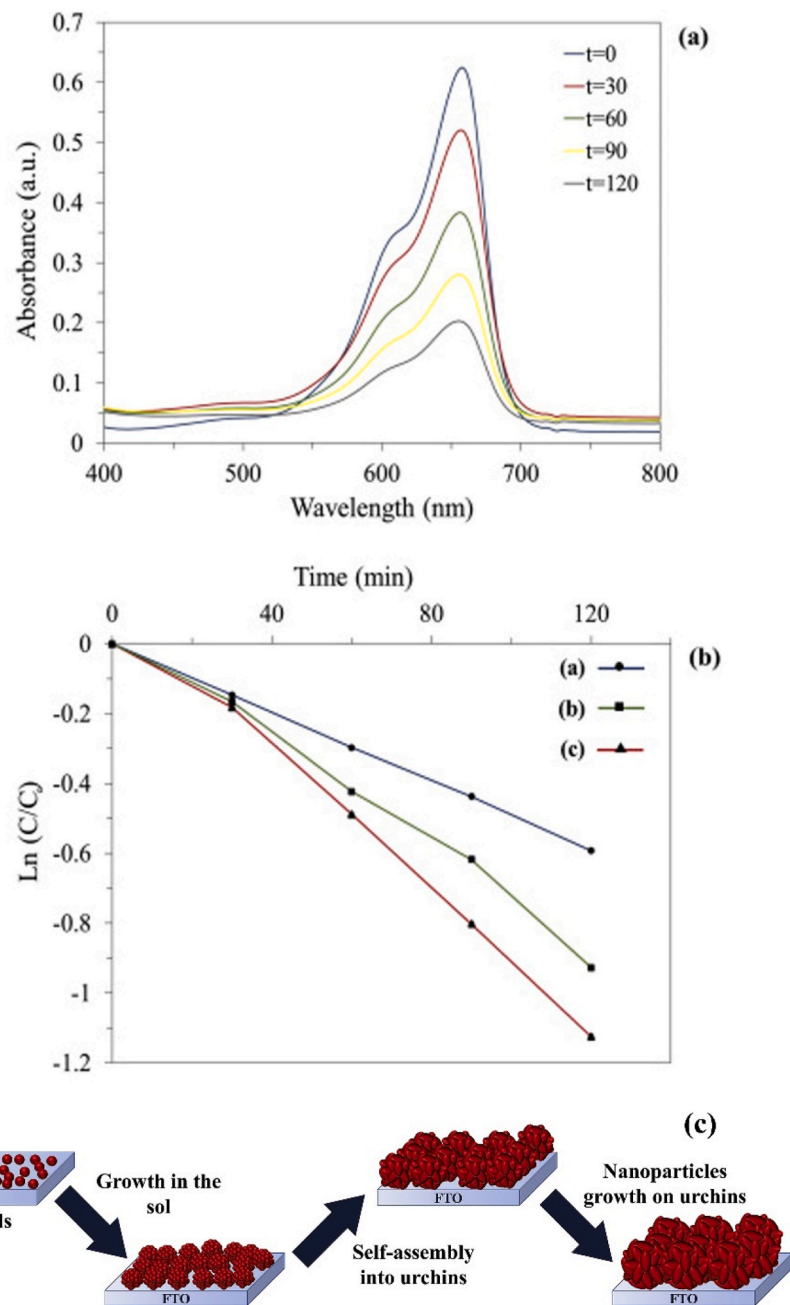 (a)
0.7
0.6
0.5
0.4
0.3
0.2
0.1
0
Absorbance (a.u.)
t=0
t=30
t=60
t=90
t=120
400
500
600
700
800
Wavelength (nm)
Time (min)
0
40
80
120
(b)
0
-0.2
-0.4
-0.6
-0.8
-1
-1.2
Ln (C/C₀)
(a)
(b)
(c)
(c)
Growth in the
sol
FTO
Self-assembly
into urchins
FTO
Nanoparticles
growth on urchins
FTO